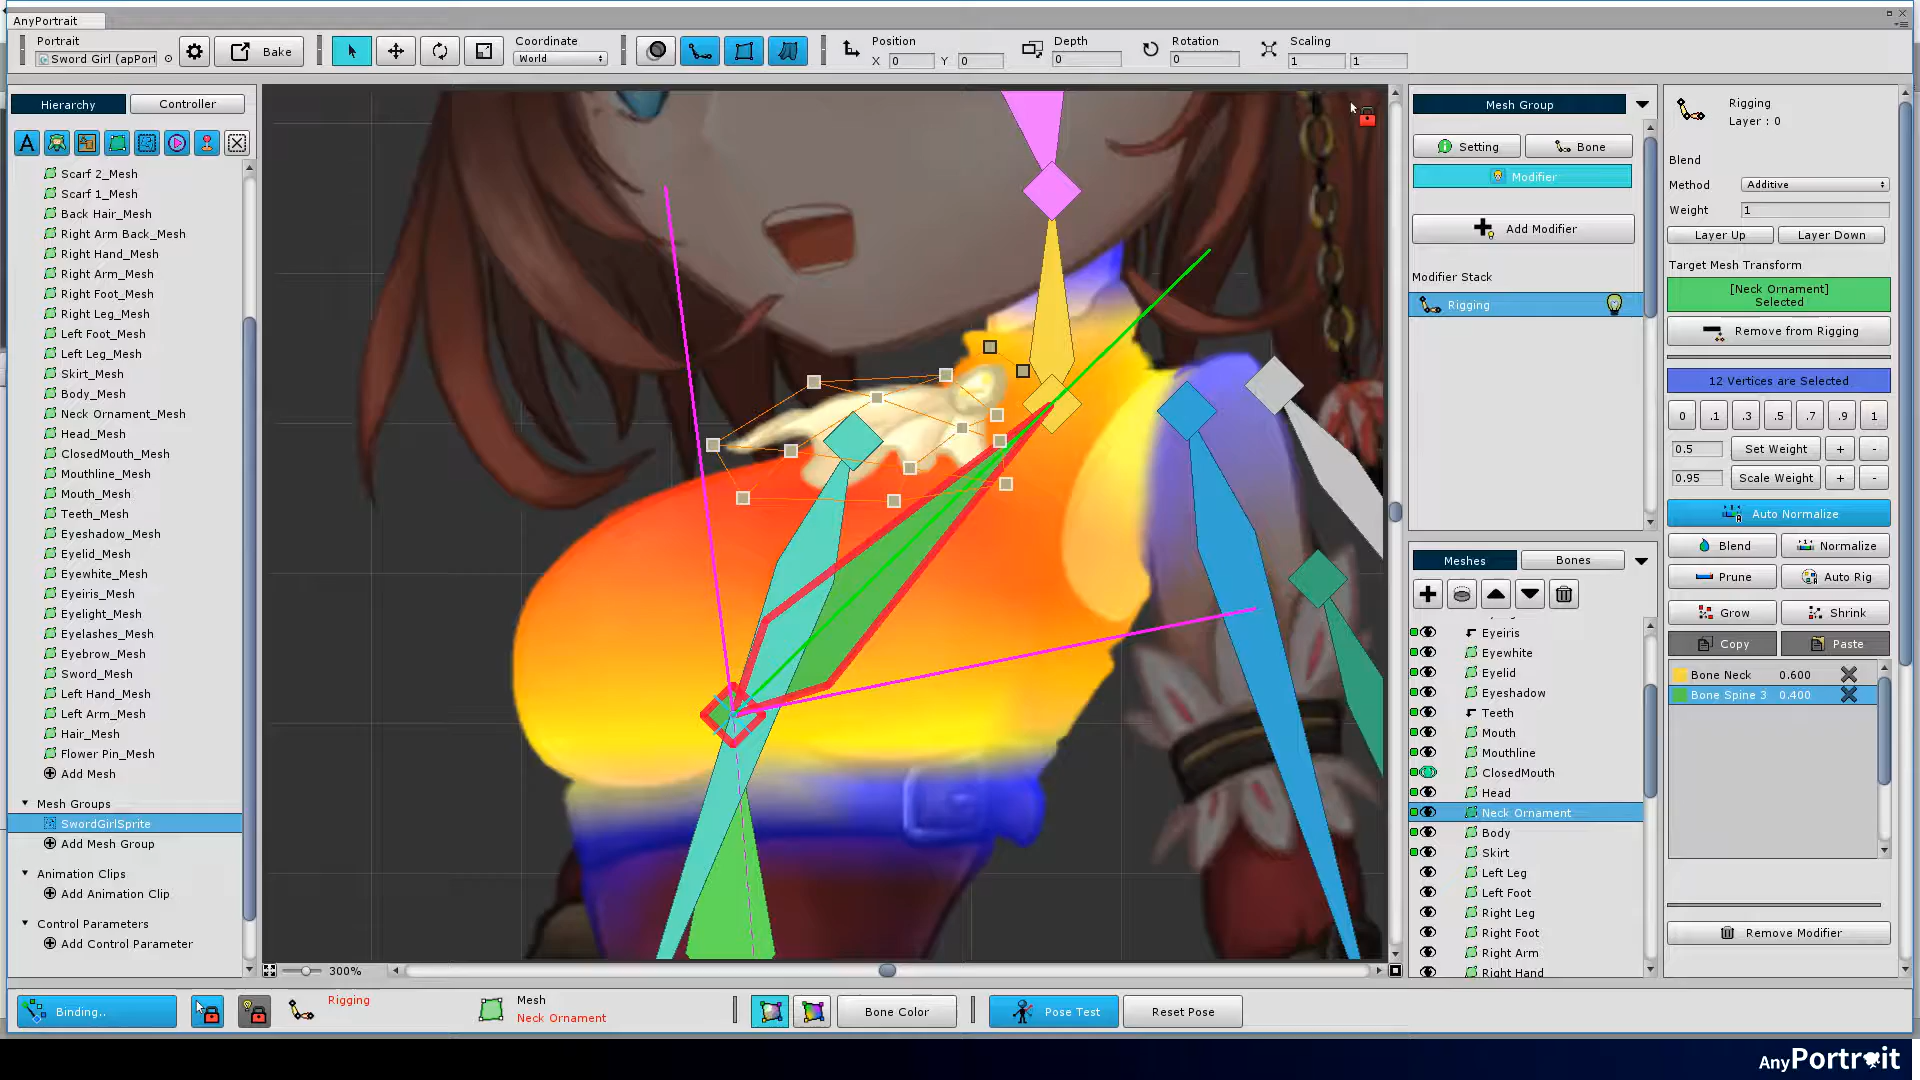 AnyPortrait
Portrait
Sword Girl (apPort
Bake
Coordinate
World
Position
X 0
Y 0
Depth
0
Rotation
0
Scaling
1
1
Hierarchy
Controller
Scarf 2_Mesh
Scarf 1_Mesh
Back Hair_Mesh
Right Arm Back_Mesh
Right Hand_Mesh
Right Arm_Mesh
Right Foot_Mesh
Right Leg_Mesh
Left Foot_Mesh
Left Leg_Mesh
Skirt_Mesh
Body_Mesh
Neck Ornament_Mesh
Head_Mesh
ClosedMouth_Mesh
Mouthline_Mesh
Mouth_Mesh
Teeth_Mesh
Eyeshadow_Mesh
Eyelid_Mesh
Eyewhite_Mesh
Eyeiris_Mesh
Eyelight_Mesh
Eyelashes_Mesh
Eyebrow_Mesh
Sword_Mesh
Left Hand_Mesh
Left Arm_Mesh
Hair_Mesh
Flower Pin_Mesh
Add Mesh
Mesh Groups
SwordGirlSprite
Add Mesh Group
Animation Clips
Add Animation Clip
Control Parameters
Add Control Parameter
300%
Mesh Group
Setting
Bone
Modifier
Add Modifier
Modifier Stack
Rigging
Meshes
Bones
Eyeiris
Eyewhite
Eyelid
Eyeshadow
Teeth
Mouth
Mouthline
ClosedMouth
Head
Neck Ornament
Body
Skirt
Left Leg
Left Foot
Right Leg
Right Foot
Right Arm
Right Hand
Rigging
Layer : 0
Blend
Method
Additive
Weight
1
Layer Up
Layer Down
Target Mesh Transform
[Neck Ornament]
Selected
Remove from Rigging
12 Vertices are Selected
0 .1 .3 .5 .7 .9 1
0.5 Set Weight + -
0.95 Scale Weight + -
Auto Normalize
Blend
Normalize
Prune
Auto Rig
Grow
Shrink
Copy
Paste
Bone Neck 0.600
Bone Spine 3 0.400
Remove Modifier
Binding..
Rigging
Mesh
Neck Ornament
Bone Color
Pose Test
Reset Pose
AnyPortrait